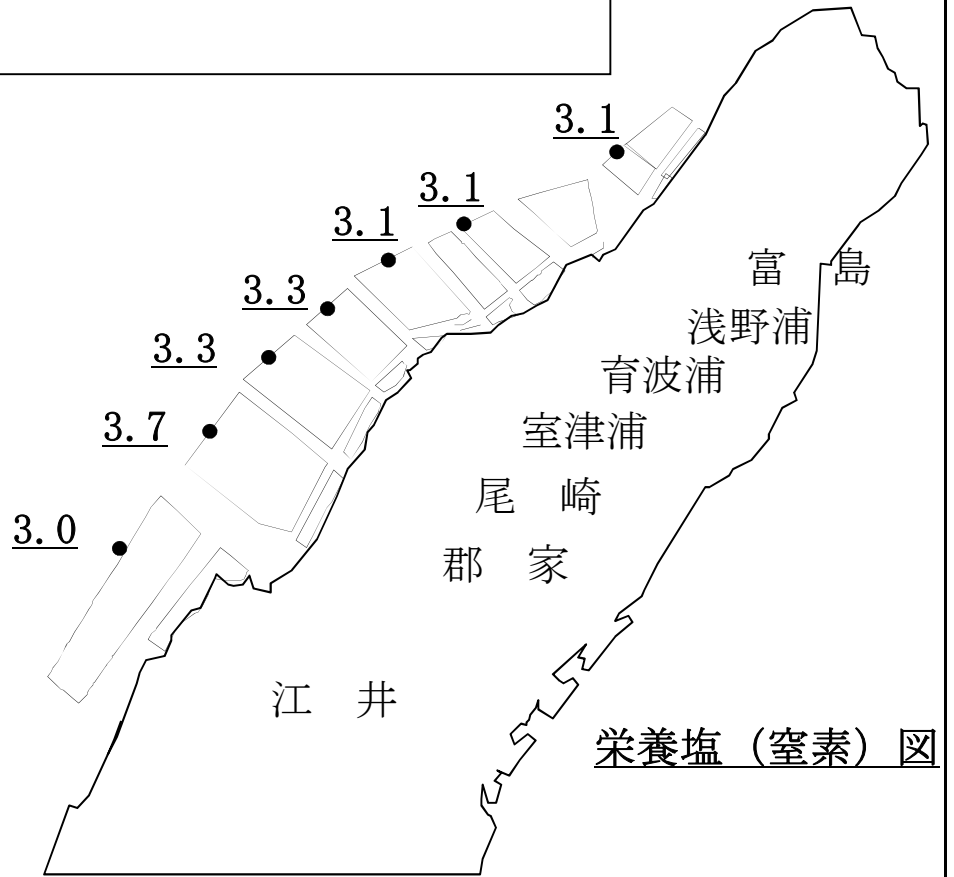 3.1
3.1
3.1
3.3
3.3
3.7
3.0
富　島
浅野浦
育波浦
室津浦
尾　崎
郡　家
江　井
栄養塩（窒素）図